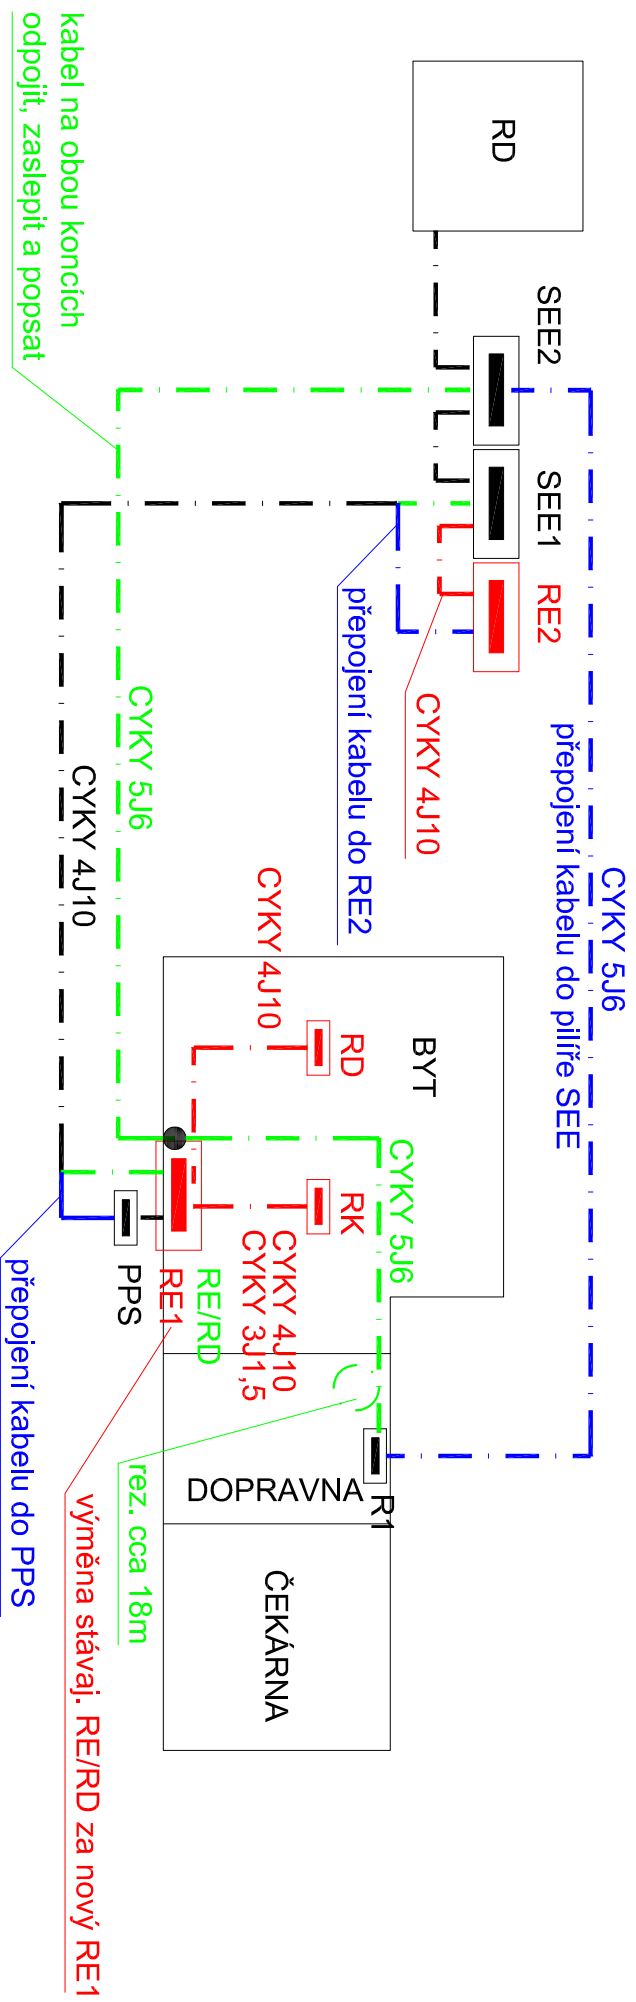 kabel na obou koncích
odpojit, zaslepit a popsat
RD
SEE2
SEE1
RE2
CYKY 4J10
přepojení kabelu do RE2
CYKY 5J6
přepojení kabelu do pilíře SEE
CYKY 5J6
CYKY 4J10
CYKY 4J10
BYT
RD
RK
CYKY 5J6
CYKY 4J10
CYKY 3J1,5
RE/RD
RE1
PPS
R1
DOPRAVNA
ČEKÁRNA
rez. cca 18m
výměna stávaj. RE/RD za nový RE1
přepojení kabelu do PPS